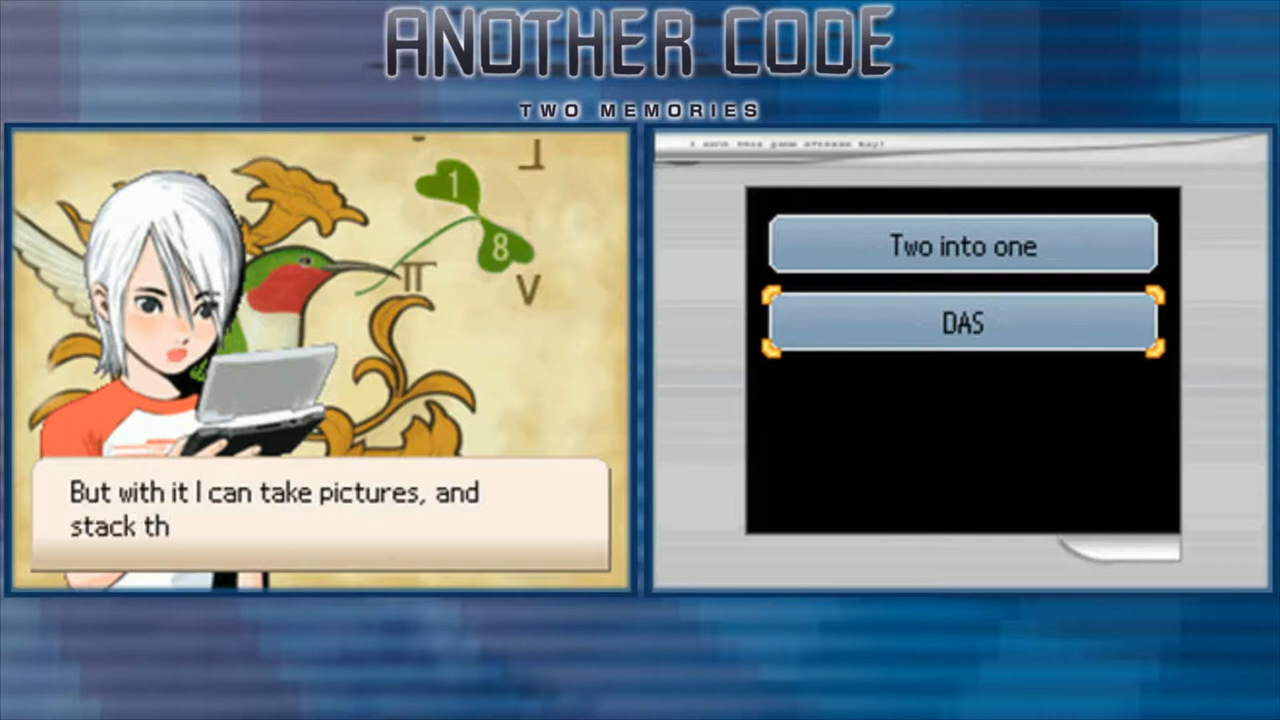 ANOTHER CODE
TWO MEMORIES
1
8
V
But with it I can take pictures, and
stack th
Two into one
DAS